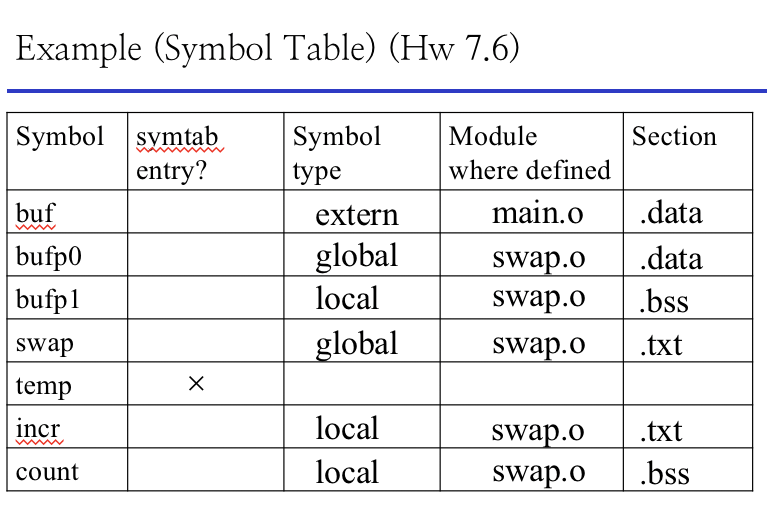 Example (Symbol Table) (Hw 7.6)
Symbol symtab entry? Symbol type Module where defined Section
buf extern main.o .data
bufp0 global swap.o .data
bufp1 local swap.o .bss
swap global swap.o .txt
temp ×
incr local swap.o .txt
count local swap.o .bss